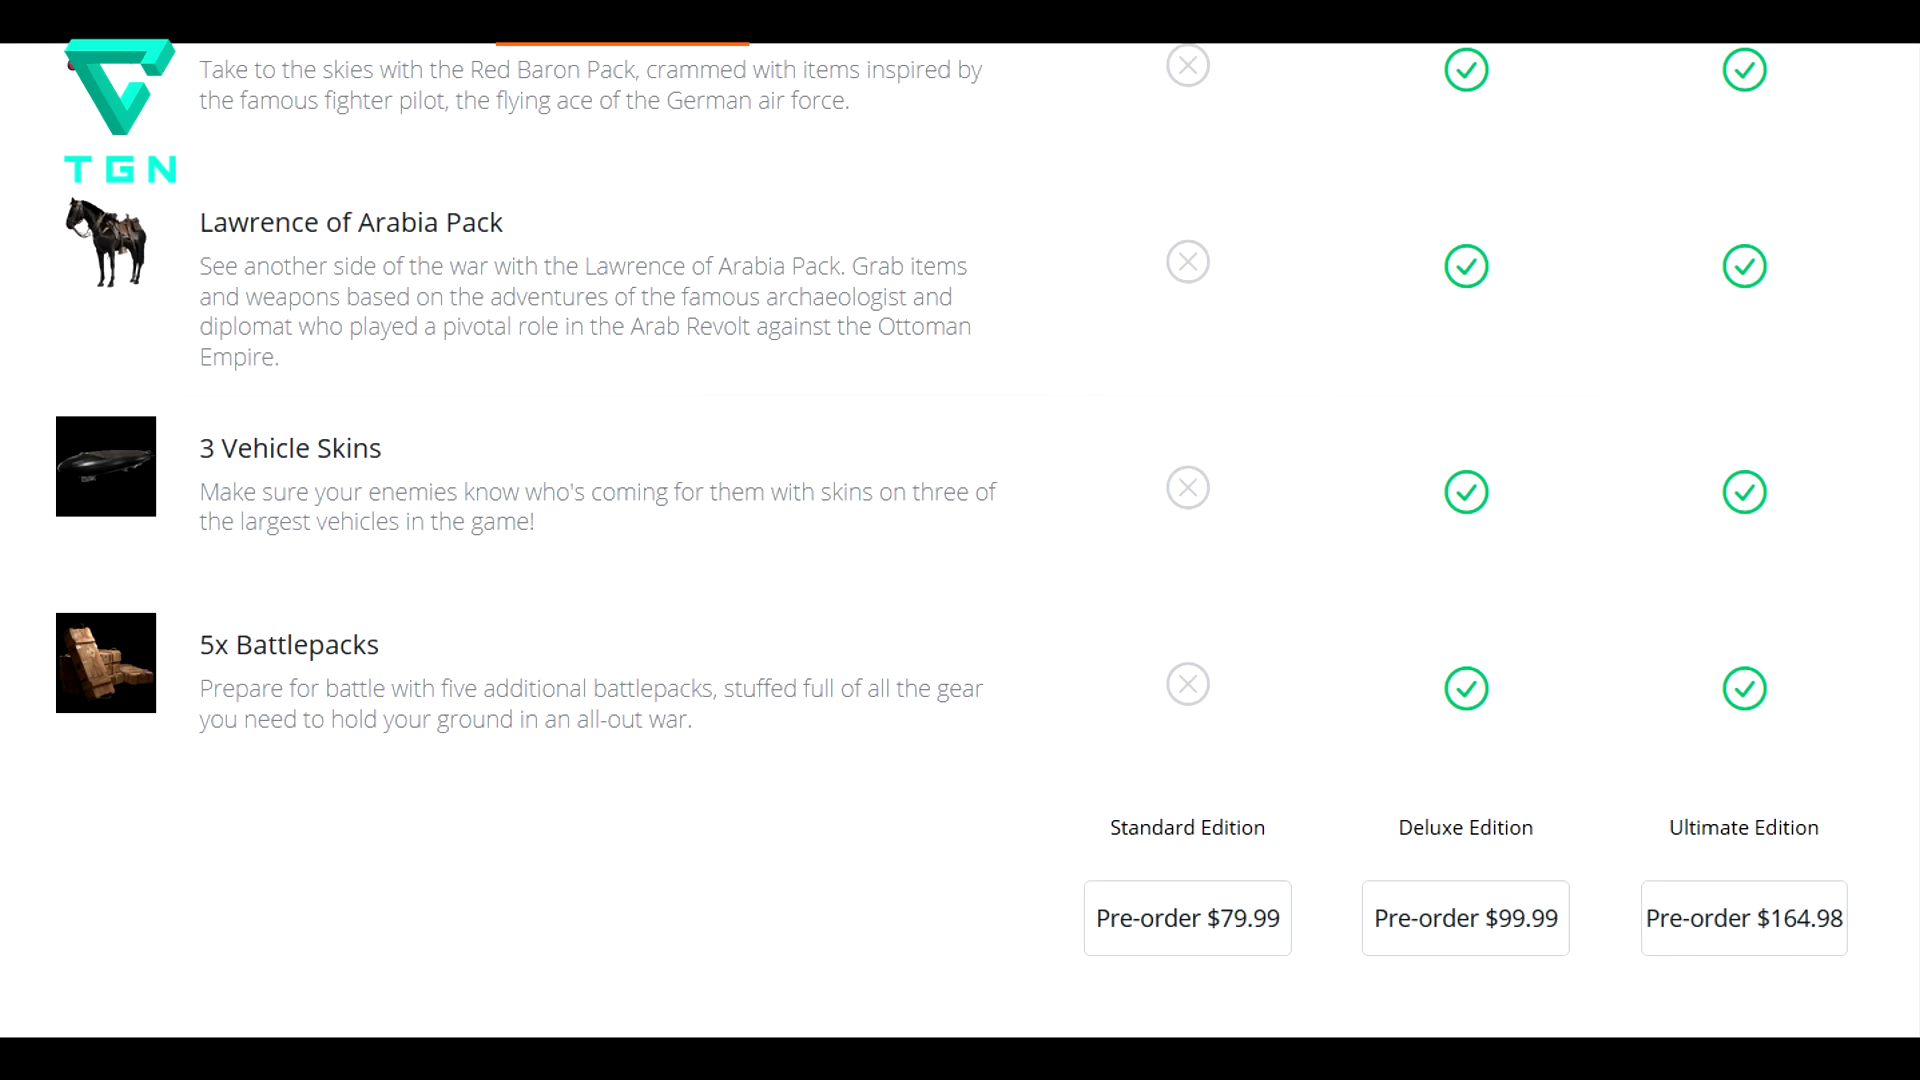 Take to the skies with the Red Baron Pack, crammed with items inspired by
the famous fighter pilot, the flying ace of the German air force.
TGN
Lawrence of Arabia Pack
See another side of the war with the Lawrence of Arabia Pack. Grab items
and weapons based on the adventures of the famous archaeologist and
diplomat who played a pivotal role in the Arab Revolt against the Ottoman
Empire.
3 Vehicle Skins
Make sure your enemies know who's coming for them with skins on three of
the largest vehicles in the game!
5x Battlepacks
Prepare for battle with five additional battlepacks, stuffed full of all the gear
you need to hold your ground in an all-out war.
Standard Edition
Deluxe Edition
Ultimate Edition
Pre-order $79.99
Pre-order $99.99
Pre-order $164.98